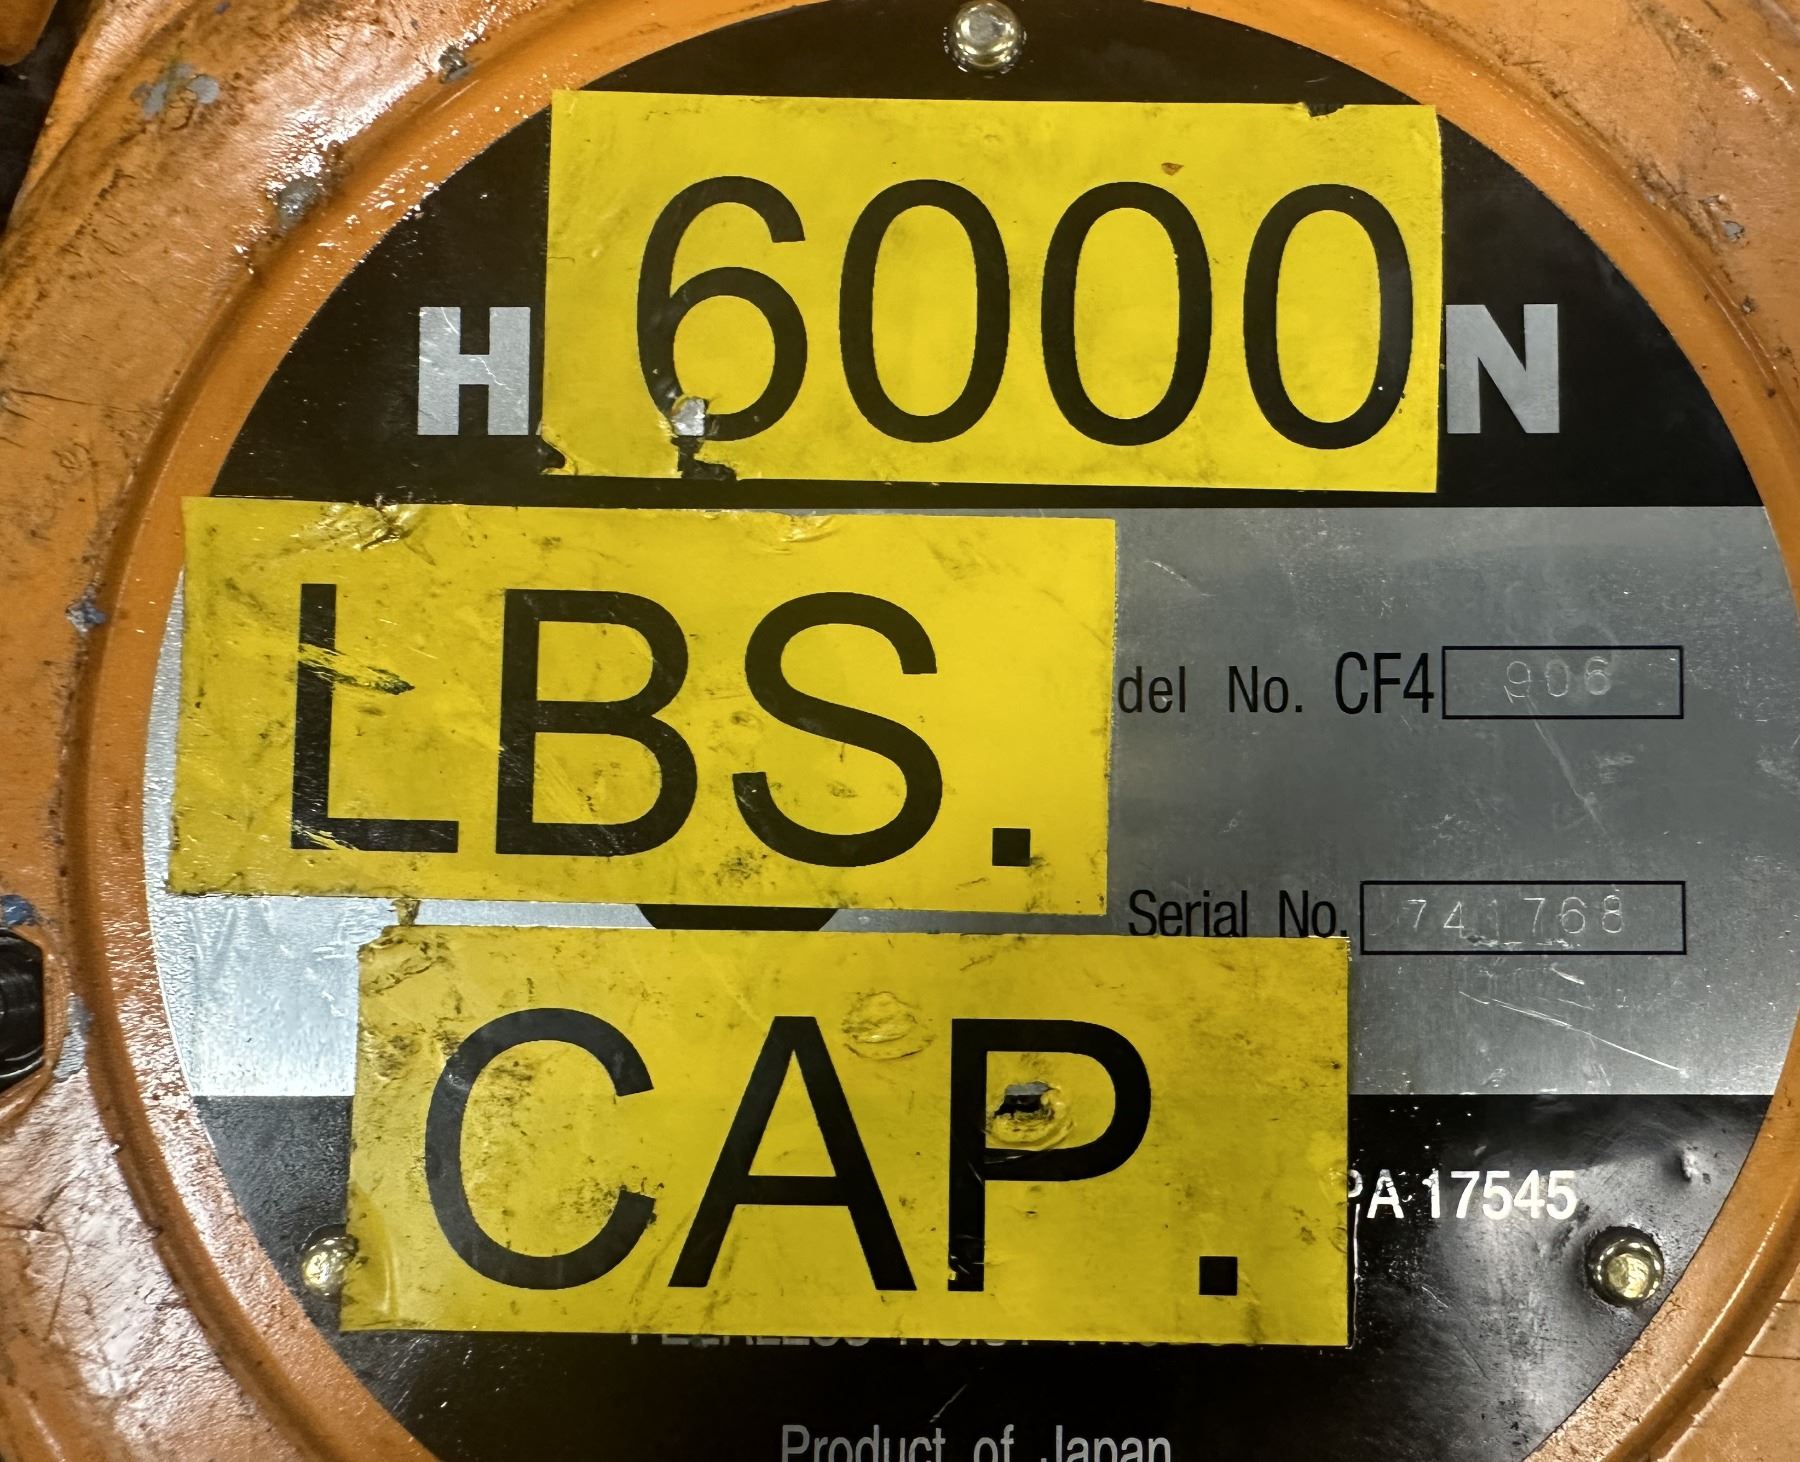 6000
H N
LBS.
del No. CF4 906
Serial No. 741768
CAP.
PA 17545
Product of Japan